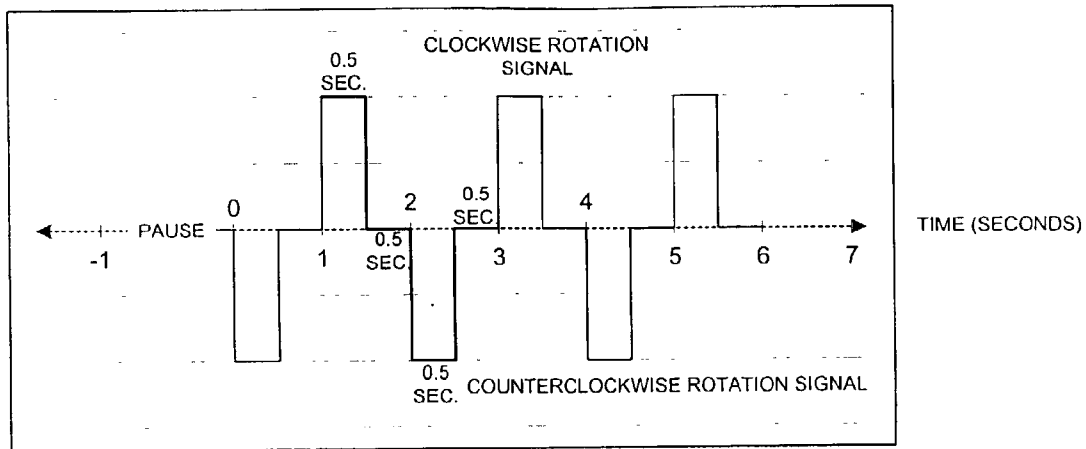 CLOCKWISE ROTATION
SIGNAL
0.5
SEC.
0
2
4
0.5
SEC.
PAUSE
TIME (SECONDS)
0.5
SEC.
-1
1
3
5
6
7
0.5
SEC.
COUNTERCLOCKWISE ROTATION SIGNAL